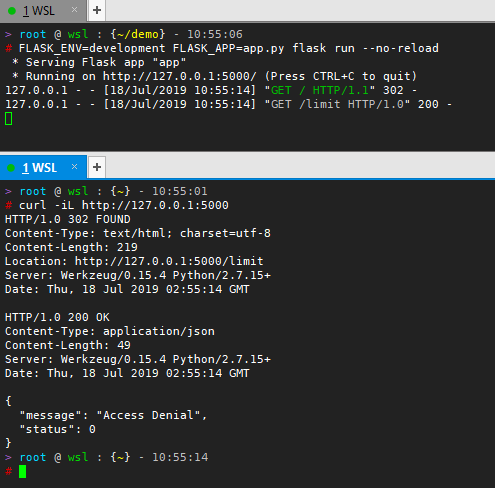 1 WSL × +
> root @ wsl : {~/demo} - 10:55:06
# FLASK_ENV=development FLASK_APP=app.py flask run --no-reload
 * Serving Flask app "app"
 * Running on http://127.0.0.1:5000/ (Press CTRL+C to quit)
127.0.0.1 - - [18/Jul/2019 10:55:14] "GET / HTTP/1.1" 302 -
127.0.0.1 - - [18/Jul/2019 10:55:14] "GET /limit HTTP/1.0" 200 -
1 WSL × +
> root @ wsl : {~} - 10:55:01
# curl -iL http://127.0.0.1:5000
HTTP/1.0 302 FOUND
Content-Type: text/html; charset=utf-8
Content-Length: 219
Location: http://127.0.0.1:5000/limit
Server: Werkzeug/0.15.4 Python/2.7.15+
Date: Thu, 18 Jul 2019 02:55:14 GMT

HTTP/1.0 200 OK
Content-Type: application/json
Content-Length: 49
Server: Werkzeug/0.15.4 Python/2.7.15+
Date: Thu, 18 Jul 2019 02:55:14 GMT

{
  "message": "Access Denial",
  "status": 0
}
> root @ wsl : {~} - 10:55:14
#